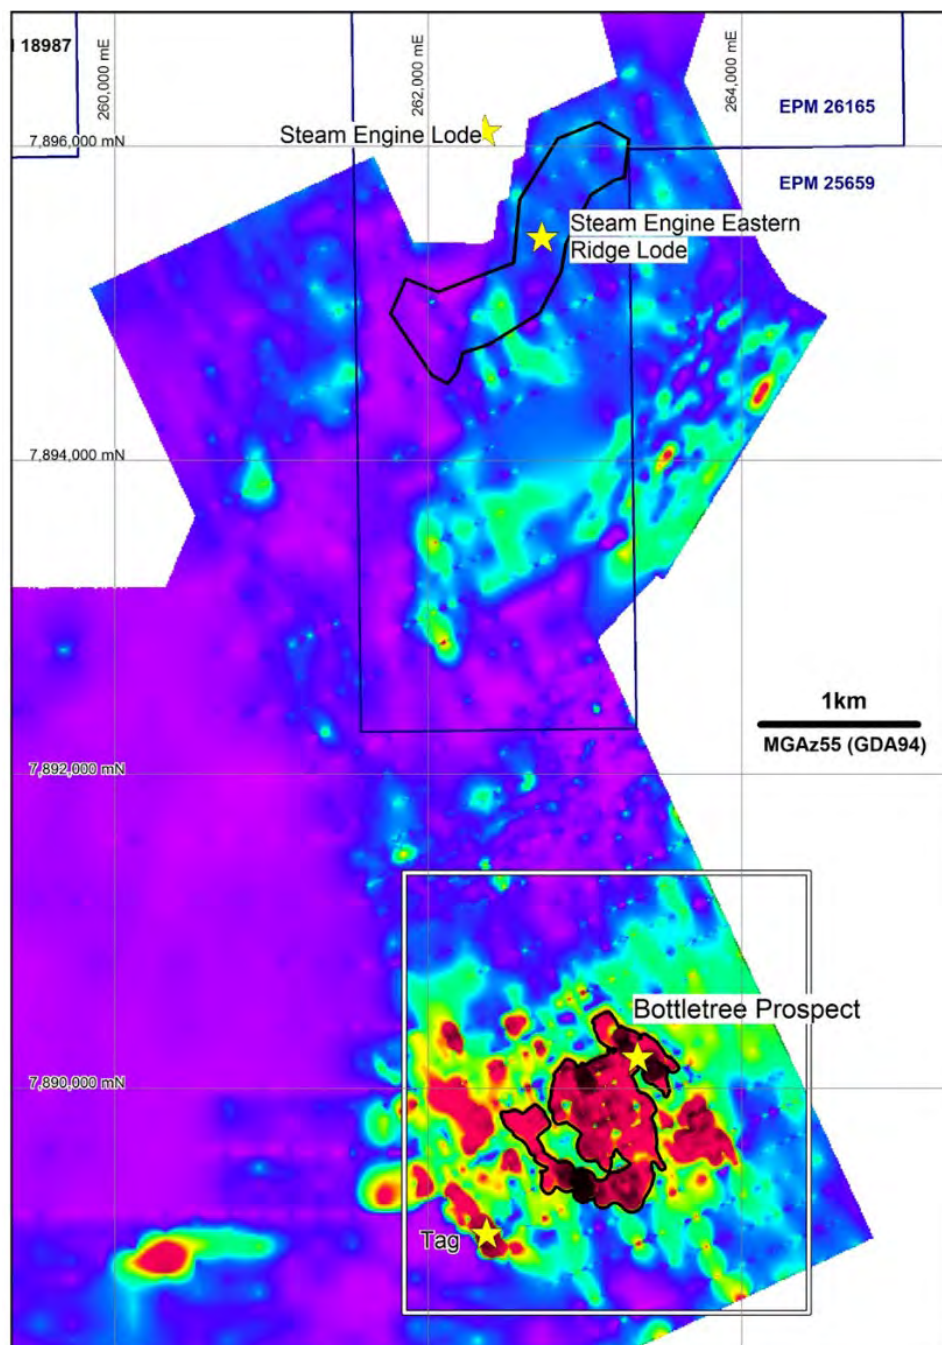 18987
260,000 mE
262,000 mE
264,000 mE
EPM 26165
Steam Engine Lode
7,896,000 mN
EPM 25659
Steam Engine Eastern
Ridge Lode
7,894,000 mN
1km
MGAz55 (GDA94)
7,892,000 mN
Bottletree Prospect
7,890,000 mN
Tag